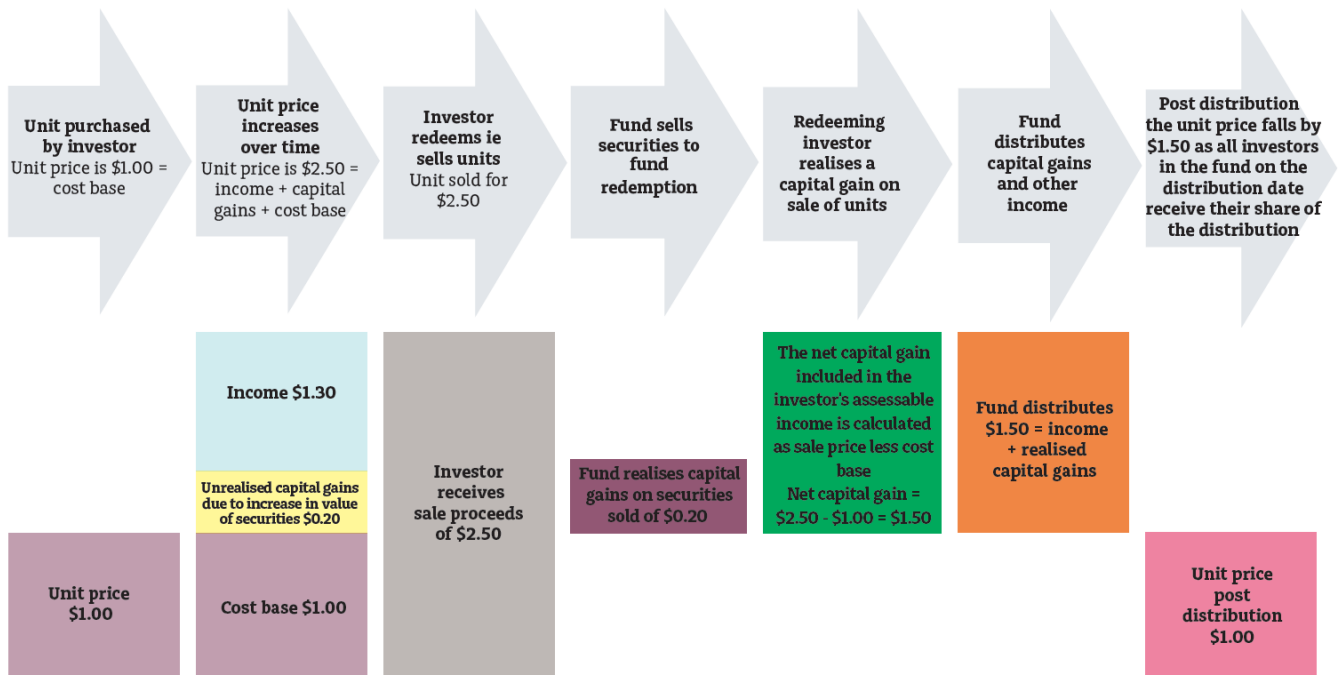 Unit purchased
by investor
Unit price is $1.00 =
cost base
Unit price
increases
over time
Unit price is $2.50 =
income + capital
gains + cost base
Investor
redeems ie
sells units
Unit sold for
$2.50
Fund sells
securities to
fund
redemption
Redeeming
investor
realises a
capital gain on
sale of units
Fund
distributes
capital gains
and other
income
Post distribution
the unit price falls by
$1.50 as all investors
in the fund on the
distribution date
receive their share of
the distribution
Unit price
$1.00
Income $1.30
Unrealised capital gains
due to increase in value
of securities $0.20
Cost base $1.00
Investor
receives
sale proceeds
of $2.50
Fund realises capital
gains on securities
sold of $0.20
The net capital gain
included in the
investor's assessable
income is calculated
as sale price less cost
base
Net capital gain =
$2.50 - $1.00 = $1.50
Fund distributes
$1.50 = income
+ realised
capital gains
Unit price
post
distribution
$1.00